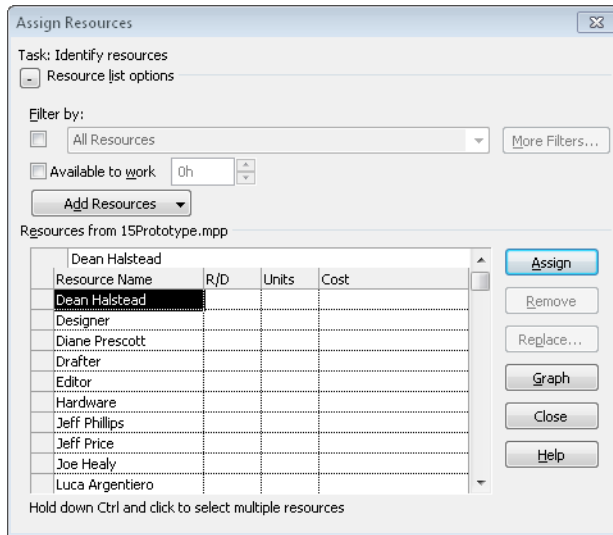 Assign Resources
Task: Identify resources
- Resource list options
Filter by:
All Resources More Filters...
Available to work 0h
Add Resources
Resources from 15Prototype.mpp
Dean Halstead
Resource Name R/D Units Cost
Dean Halstead
Designer
Diane Prescott
Drafter
Editor
Hardware
Jeff Phillips
Jeff Price
Joe Healy
Luca Argentiero
Assign
Remove
Replace...
Graph
Close
Help
Hold down Ctrl and click to select multiple resources